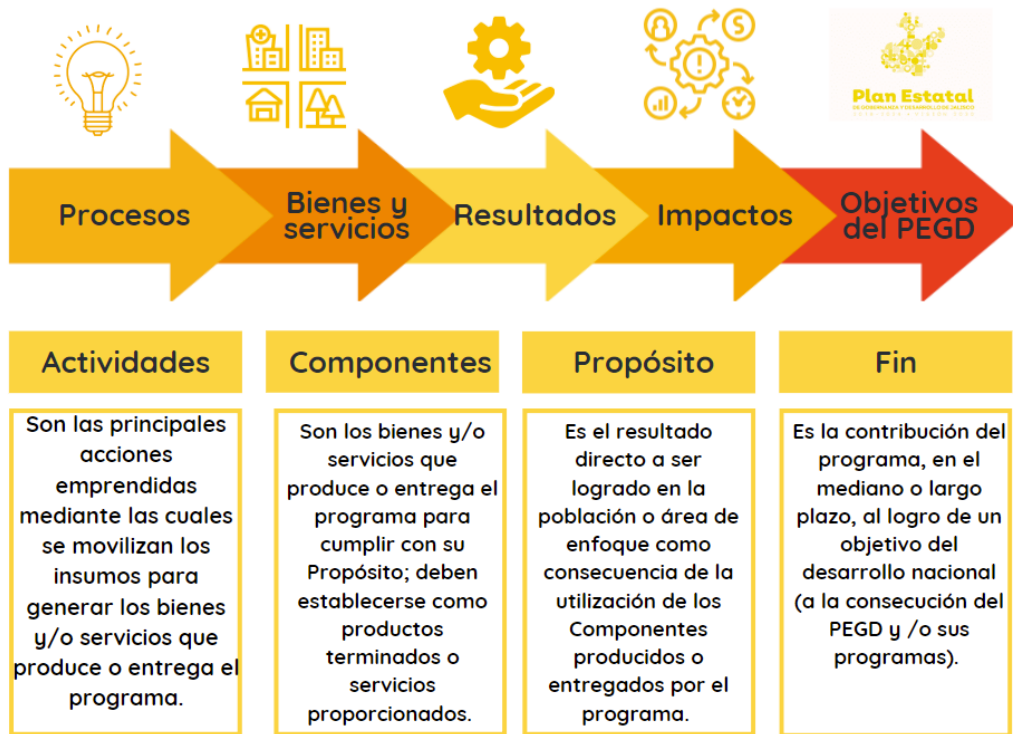 Plan Estatal
DE GOBERNANZA Y DESARROLLO DE JALISCO
Procesos
Bienes y
servicios
Resultados
Impactos
Objetivos
del PEGD
Actividades
Componentes
Propósito
Fin
Son las principales
acciones
emprendidas
mediante las cuales
se movilizan los
insumos para
generar los bienes
y/o servicios que
produce o entrega el
programa.
Son los bienes y/o
servicios que
produce o entrega el
programa para
cumplir con su
Propósito; deben
establecerse como
productos
terminados o
servicios
proporcionados.
Es el resultado
directo a ser
logrado en la
población o área de
enfoque como
consecuencia de la
utilización de los
Componentes
producidos o
entregados por el
programa.
Es la contribución del
programa, en el
mediano o largo
plazo, al logro de un
objetivo del
desarrollo nacional
(a la consecución del
PEGD y /o sus
programas).